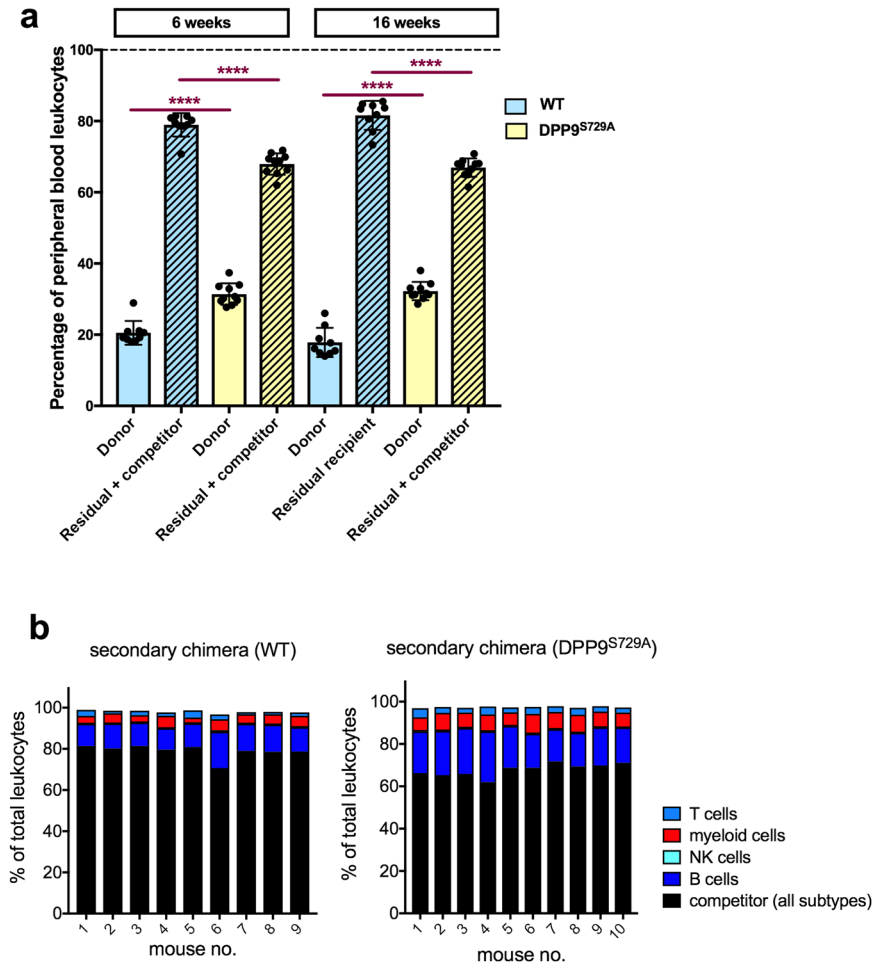 a
6 weeks
16 weeks
Percentage of peripheral blood leukocytes
100
80
60
40
20
0
****
****
****
****
WT
DPP9S729A
Donor
Residual + competitor
Donor
Residual + competitor
Donor
Residual recipient
Donor
Residual + competitor
b
secondary chimera (WT)
% of total leukocytes
100
80
60
40
20
0
1 2 3 4 5 6 7 8 9
mouse no.
secondary chimera (DPP9S729A)
% of total leukocytes
100
80
60
40
20
0
1 2 3 4 5 6 7 8 9 10
mouse no.
T cells
myeloid cells
NK cells
B cells
competitor (all subtypes)